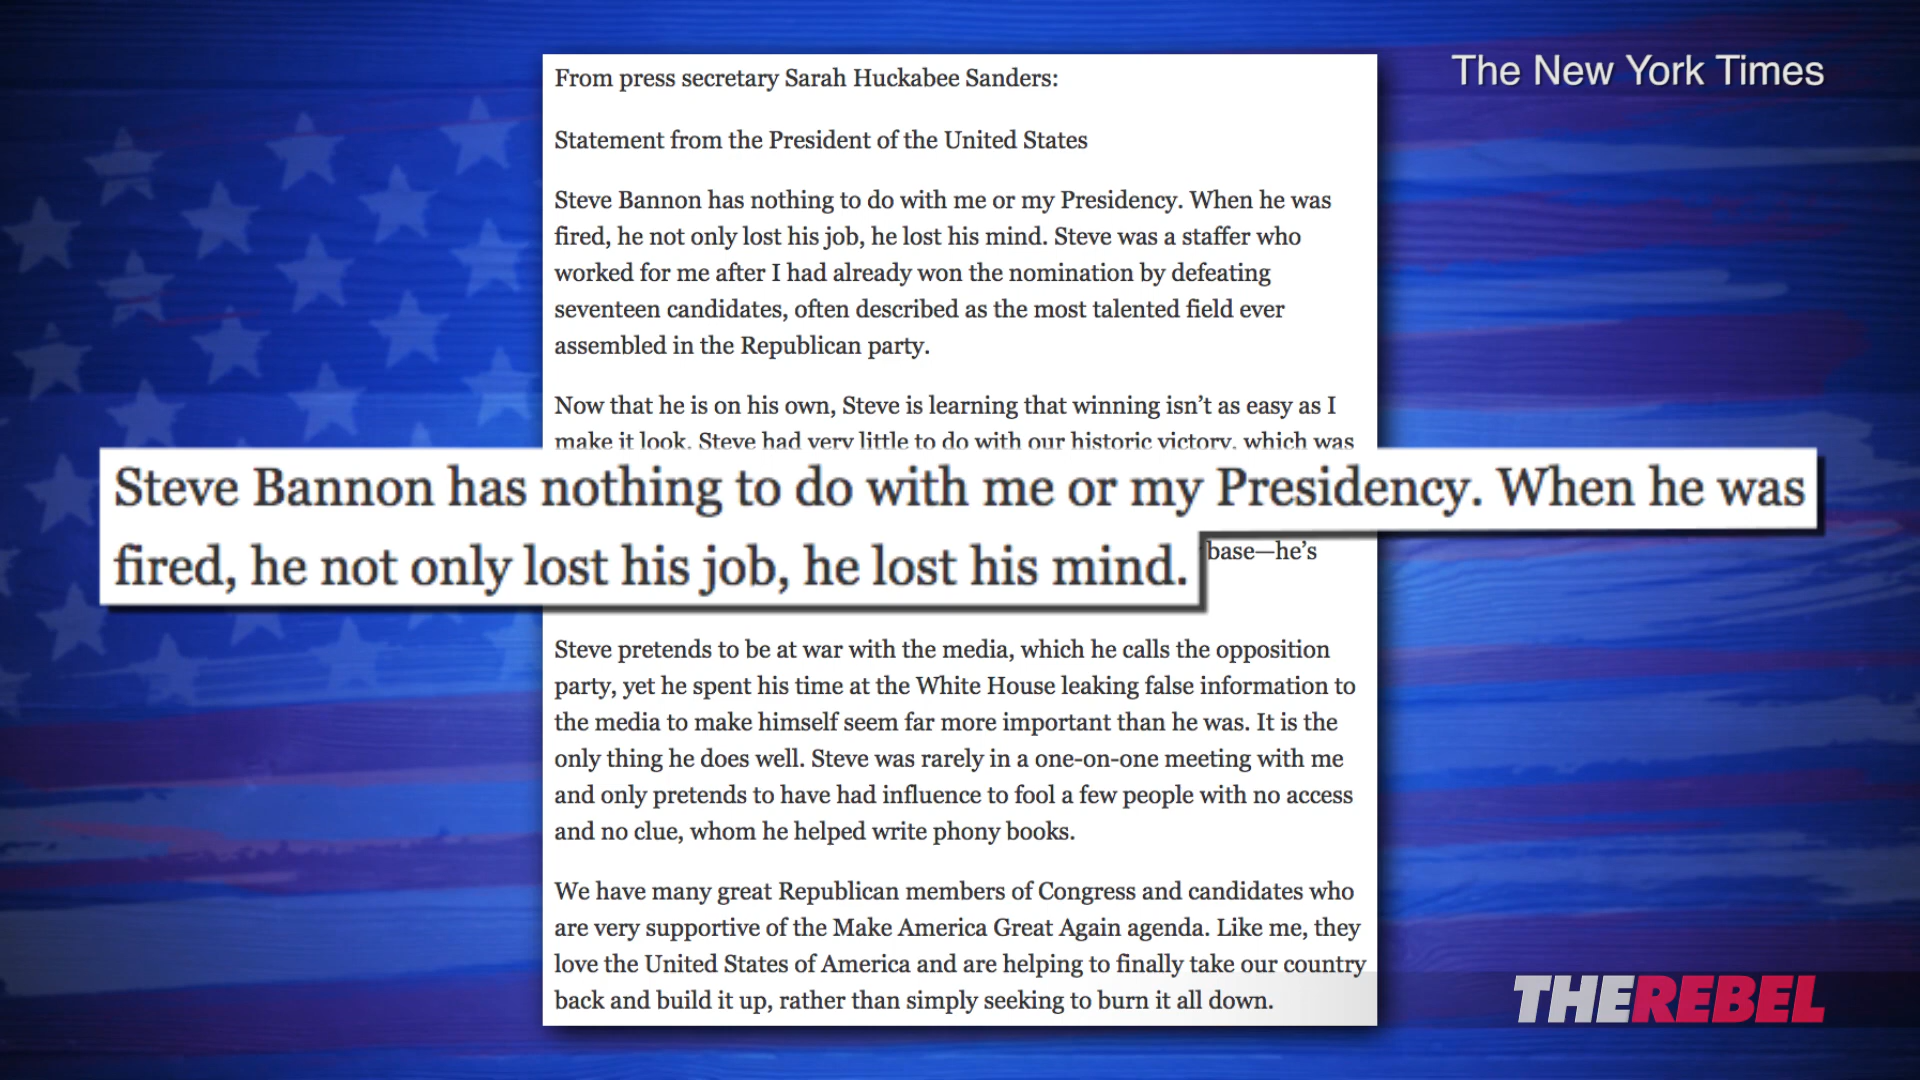 The New York Times
From press secretary Sarah Huckabee Sanders:
Statement from the President of the United States
Steve Bannon has nothing to do with me or my Presidency. When he was
fired, he not only lost his job, he lost his mind. Steve was a staffer who
worked for me after I had already won the nomination by defeating
seventeen candidates, often described as the most talented field ever
assembled in the Republican party.
Now that he is on his own, Steve is learning that winning isn't as easy as I
make it look. Steve had very little to do with our historic victory, which was
Steve Bannon has nothing to do with me or my Presidency. When he was
fired, he not only lost his job, he lost his mind.
base—he's
Steve pretends to be at war with the media, which he calls the opposition
party, yet he spent his time at the White House leaking false information to
the media to make himself seem far more important than he was. It is the
only thing he does well. Steve was rarely in a one-on-one meeting with me
and only pretends to have had influence to fool a few people with no access
and no clue, whom he helped write phony books.
We have many great Republican members of Congress and candidates who
are very supportive of the Make America Great Again agenda. Like me, they
love the United States of America and are helping to finally take our country
back and build it up, rather than simply seeking to burn it all down.
THEREBEL